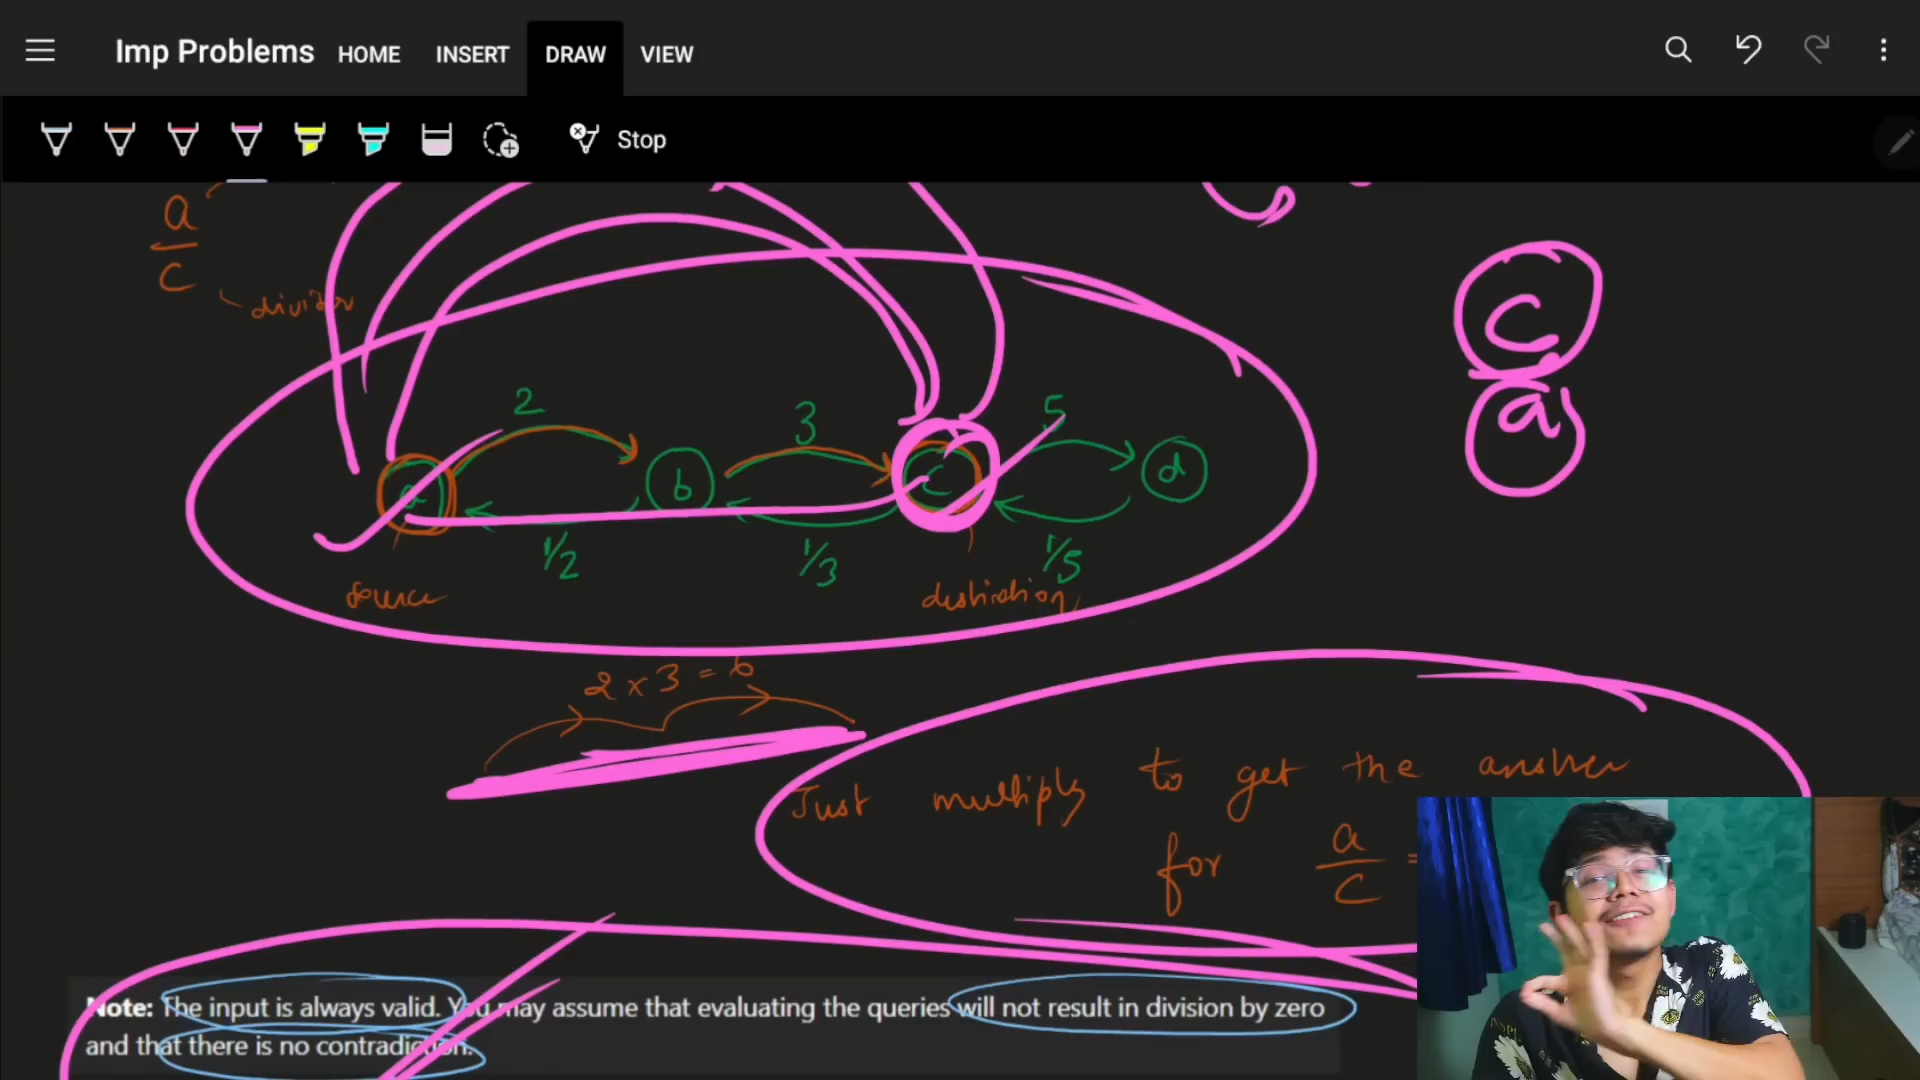 Imp Problems HOME INSERT DRAW VIEW
Stop
a
c
divisor
C
a
2 3 5
a b c d
1/2 1/3 1/5
source destination
2 x 3 = 6
Just multiply to get the answer
for a
c =
Note: The input is always valid. You may assume that evaluating the queries will not result in division by zero
and that there is no contradiction.